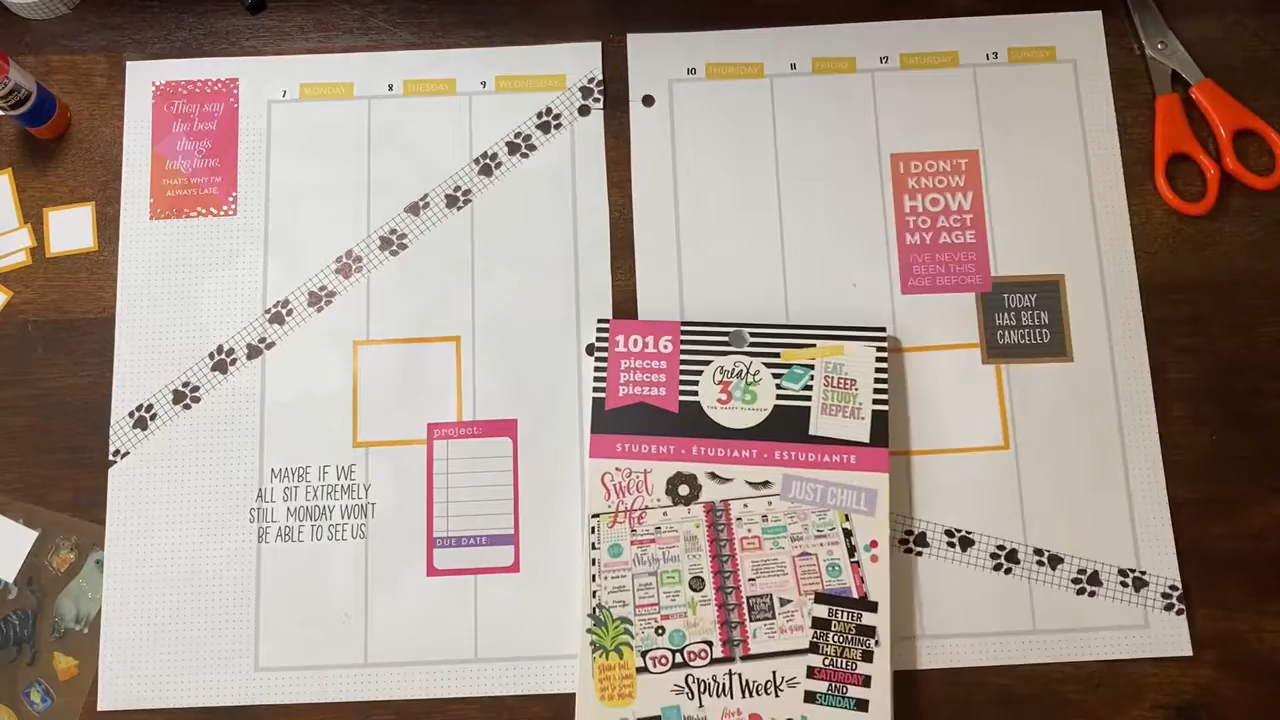 They say
the best
things
take time.
THAT'S WHY I'M
ALWAYS LATE.
7 MONDAY
8 TUESDAY
9 WEDNESDAY
10 THURSDAY
11 FRIDAY
12 SATURDAY
13 SUNDAY
MAYBE IF WE
ALL SIT EXTREMELY
STILL. MONDAY WON'T
BE ABLE TO SEE US.
project:
DUE DATE:
I DON'T
KNOW
HOW
TO ACT
MY AGE
I'VE NEVER
BEEN THIS
AGE BEFORE
TODAY
HAS BEEN
CANCELED
1016
pieces
pièces
piezas
Create
365
THE HAPPY PLANNER
EAT.
SLEEP.
STUDY.
REPEAT.
STUDENT • ÉTUDIANT • ESTUDIANTE
Sweet
Life
JUST CHILL
6 7
8 9
TO DO
Spirit Week
BETTER
DAYS
ARE COMING.
THEY ARE
CALLED
SATURDAY
AND
SUNDAY.